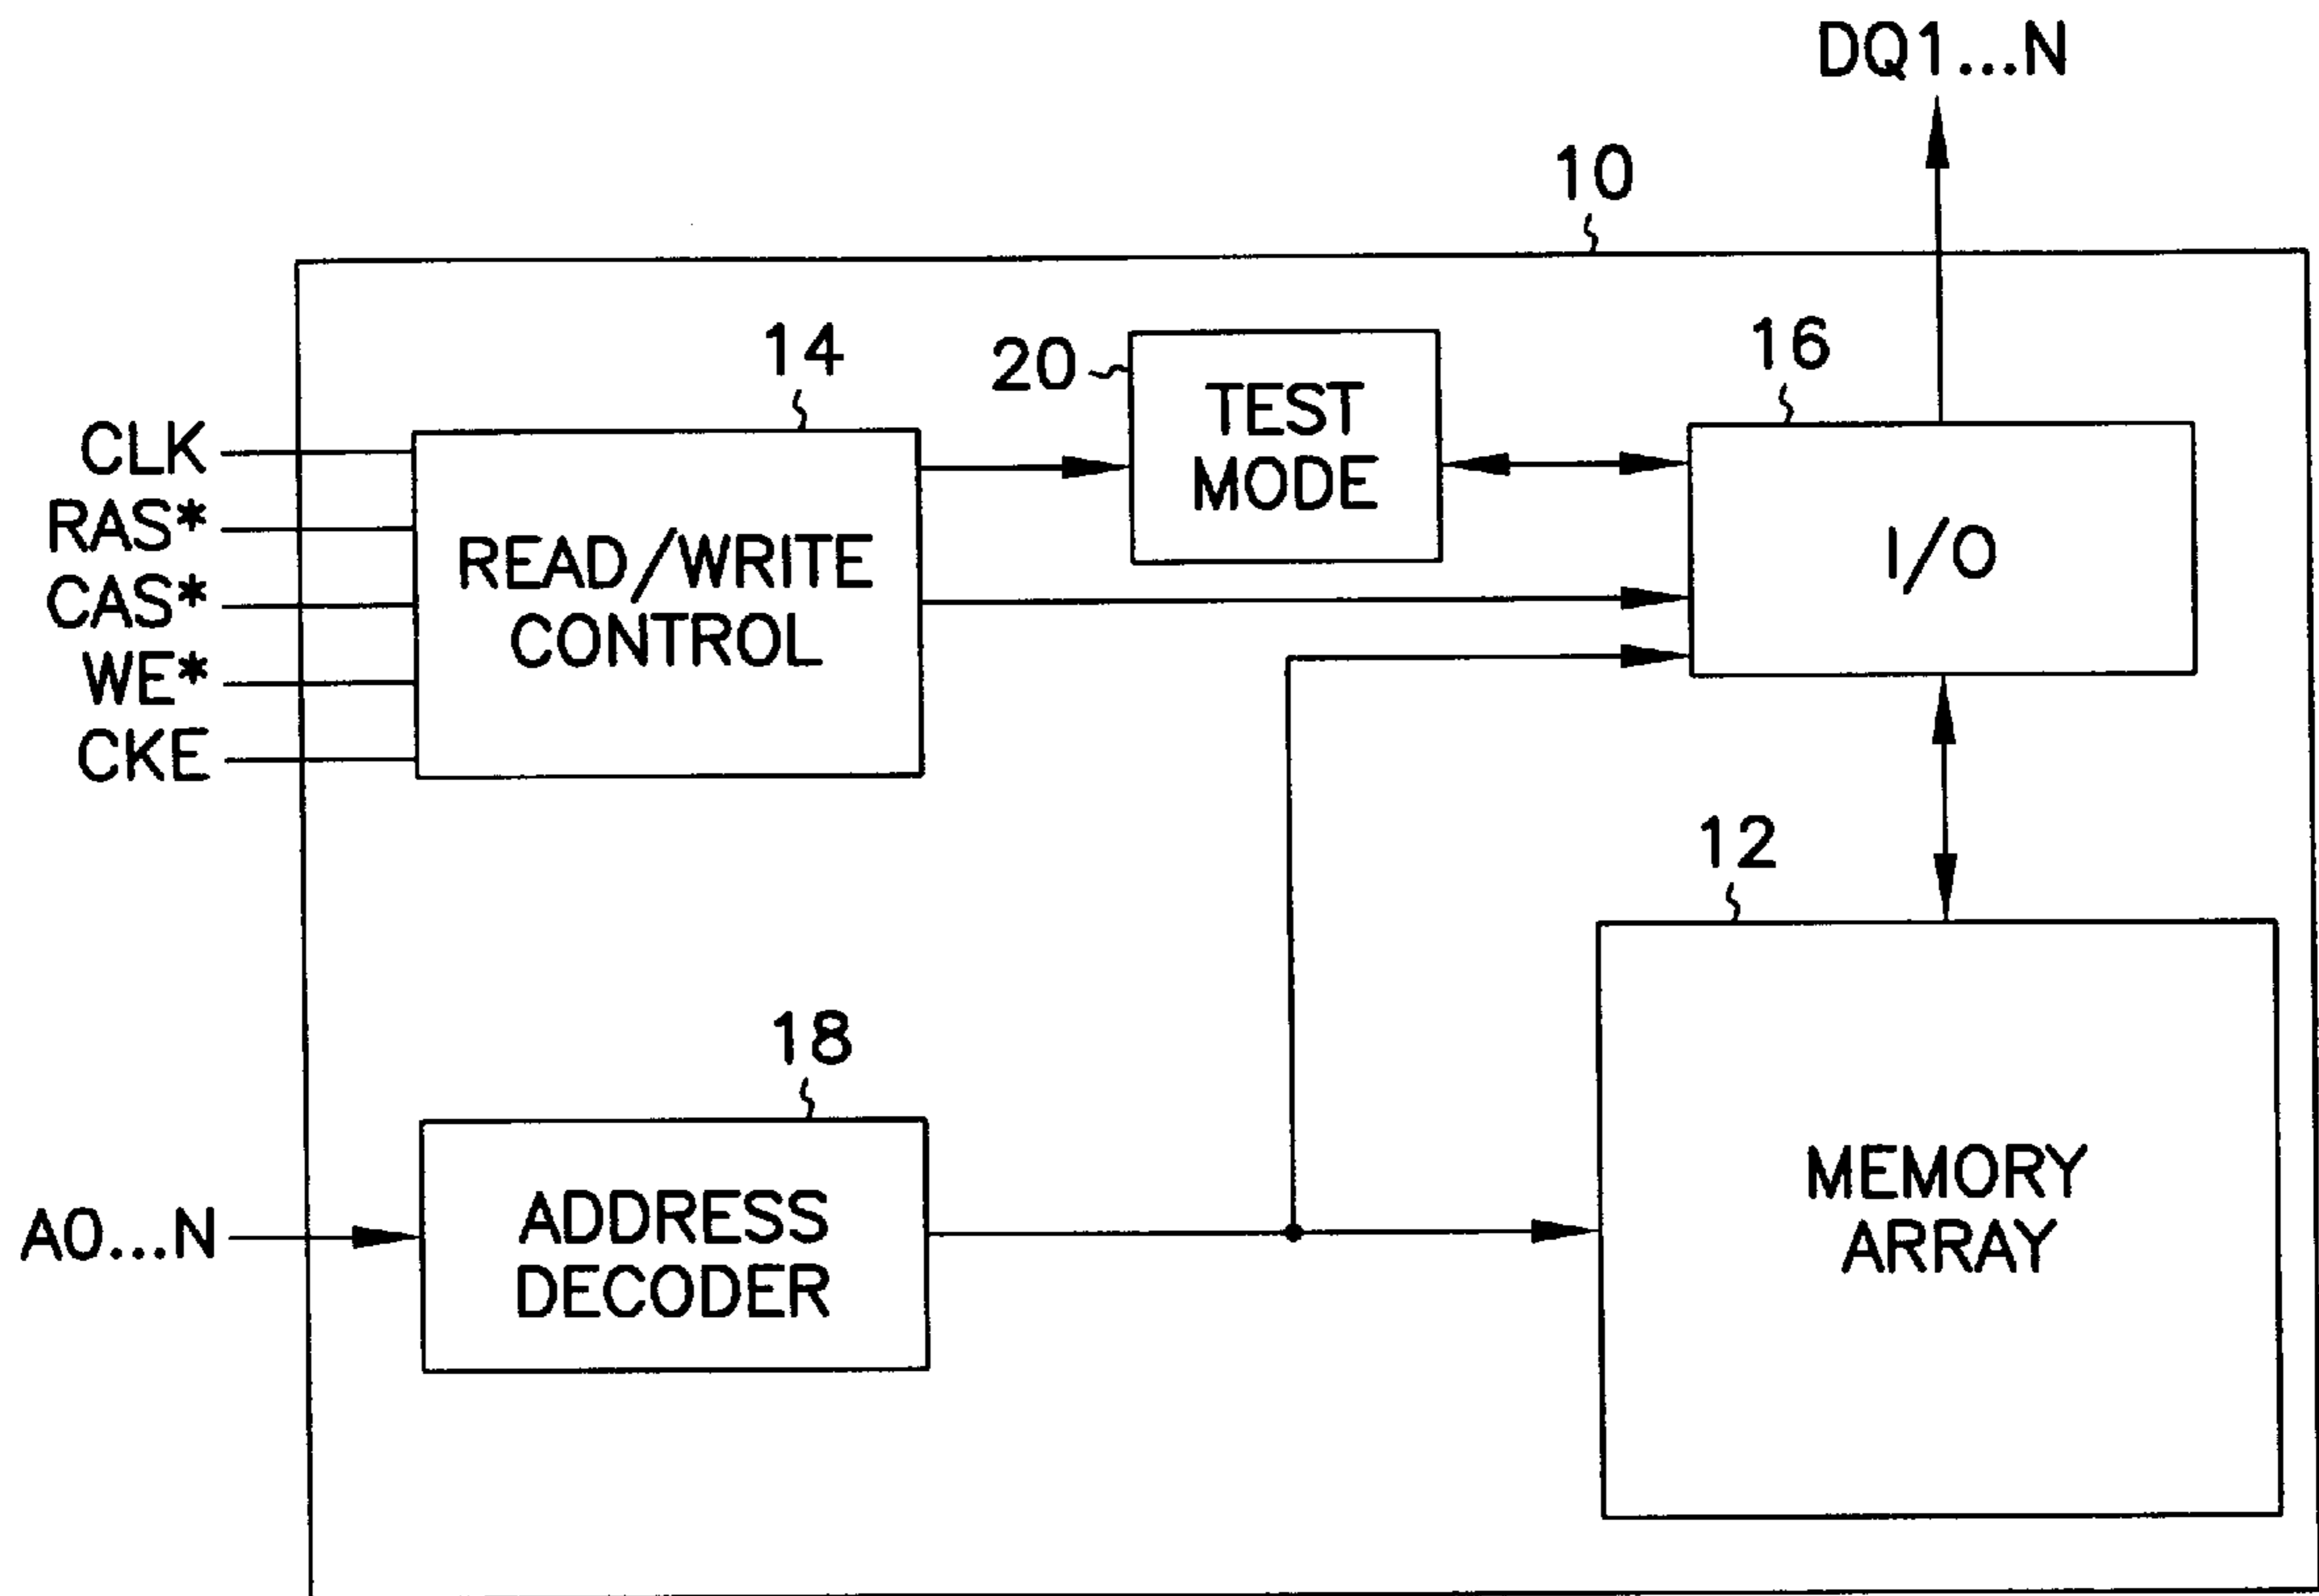 DQ1...N
10
14
20
TEST
MODE
16
CLK
RAS*
CAS*
WE*
CKE
READ/WRITE
CONTROL
I/O
12
18
A0...N
ADDRESS
DECODER
MEMORY
ARRAY